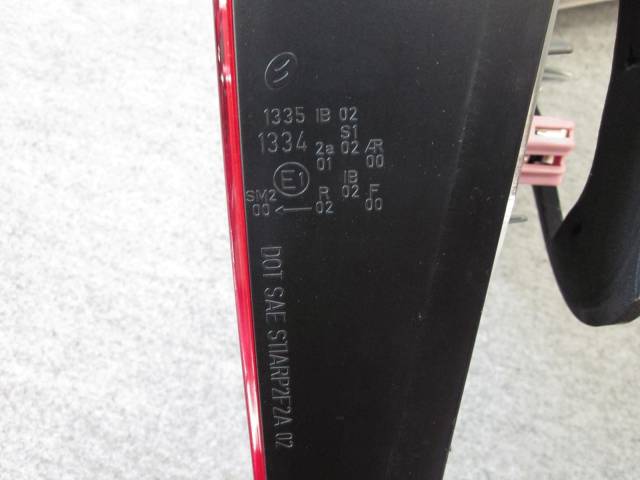 1335 IB 02
1334 2a 01 S1 02 AR 00
E1
SM2 00 ← R 02 IB 02 F 00
DOT SAE STIARP2F2A 02